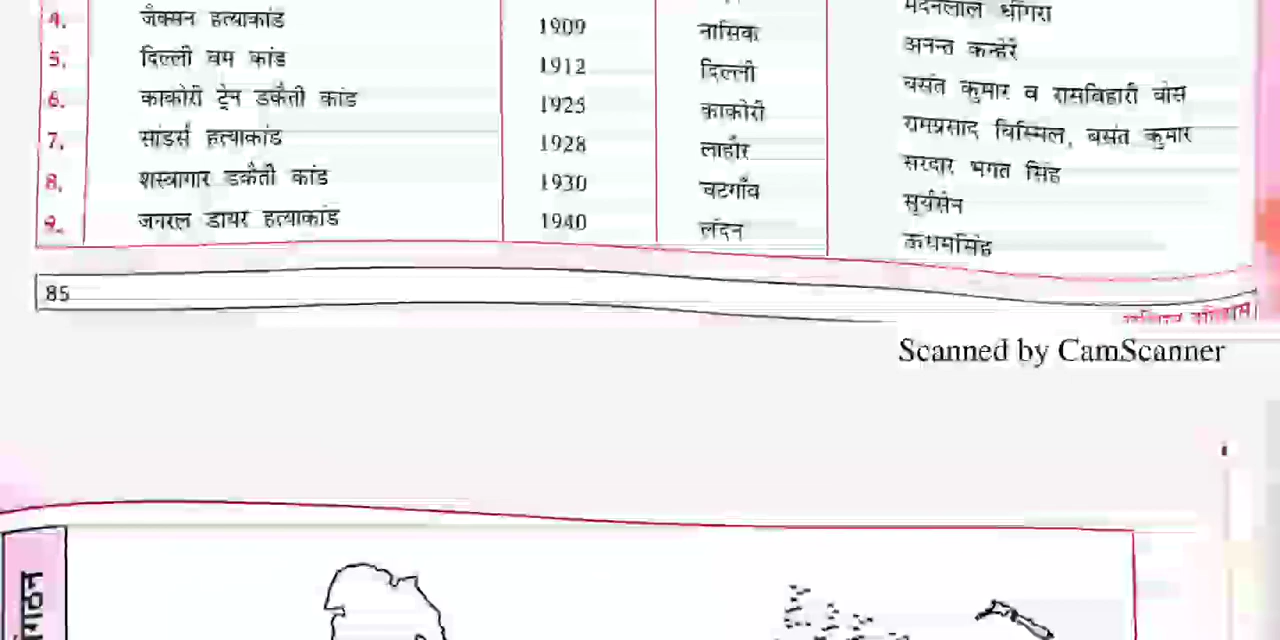 मदनलाल धींगरा
4. जैक्सन हत्याकांड 1909 नासिक अनन्त कन्हेरे
5. दिल्ली बम कांड 1912 दिल्ली बसंत कुमार व रासबिहारी बोस
6. काकोरी ट्रेन डकैती कांड 1925 काकोरी रामप्रसाद बिस्मिल, बसंत कुमार
7. सांडर्स हत्याकांड 1928 लाहौर सरदार भगत सिंह
8. शस्त्रागार डकैती कांड 1930 चटगाँव सूर्यसेन
9. जनरल डायर हत्याकांड 1940 लंदन ऊधमसिंह
85
Scanned by CamScanner